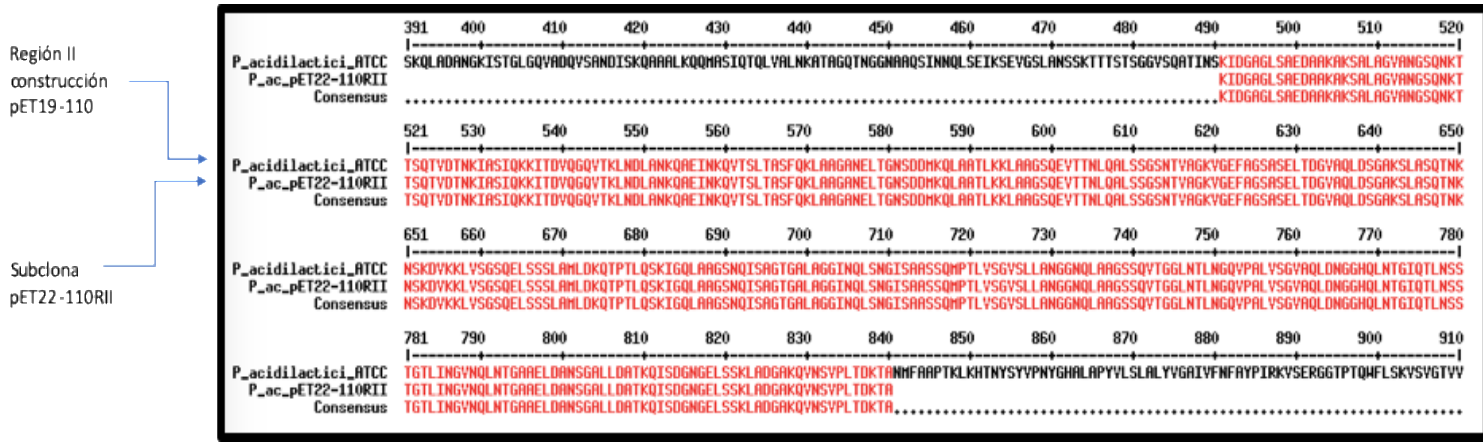 Región II
construcción
pET19-110
Subclona
pET22-110RII
391 400 410 420 430 440 450 460 470 480 490 500 510 520
P_acidilactici_ATCC SKQLADANGKISTGLGQVADQVSANDISKQAAALKQQMASIQTQLVALNKATAGQTNGGNAAQSINNQLSEIKSEVGSLANSSKTTTSTSGGVSQATINSKIDGAGLSAEDAAKAKSALAGVANGSQNKT
P_ac_pET22-110RII KIDGAGLSAEDAAKAKSALAGVANGSQNKT
Consensus ....................................................................................................KIDGAGLSAEDAAKAKSALAGVANGSQNKT
521 530 540 550 560 570 580 590 600 610 620 630 640 650
P_acidilactici_ATCC TSQTVDTNKIASIQKKITDVQGQVTKLNDLANKQAEINKQVTSLTASFQKLAAGANELTGNSDDMKQLAATLKKLAAGSQEVTTNLQALSSGSNTVAGKVGEFAGSASELTDGVAQLDSGAKSLASQTNK
P_ac_pET22-110RII TSQTVDTNKIASIQKKITDVQGQVTKLNDLANKQAEINKQVTSLTASFQKLAAGANELTGNSDDMKQLAATLKKLAAGSQEVTTNLQALSSGSNTVAGKVGEFAGSASELTDGVAQLDSGAKSLASQTNK
Consensus TSQTVDTNKIASIQKKITDVQGQVTKLNDLANKQAEINKQVTSLTASFQKLAAGANELTGNSDDMKQLAATLKKLAAGSQEVTTNLQALSSGSNTVAGKVGEFAGSASELTDGVAQLDSGAKSLASQTNK
651 660 670 680 690 700 710 720 730 740 750 760 770 780
P_acidilactici_ATCC NSKDVKKLVSGSQELSSSLAMLDKQTPTLQSKIGQLAAGSNQISAGTGALAGGINQLSNGISAASSQMPTLVSGVSLLANGGNQLAAGSSQVTGGLNTLNGQVPALVSGVAQLDNGGHQLNTGIQTLNSS
P_ac_pET22-110RII NSKDVKKLVSGSQELSSSLAMLDKQTPTLQSKIGQLAAGSNQISAGTGALAGGINQLSNGISAASSQMPTLVSGVSLLANGGNQLAAGSSQVTGGLNTLNGQVPALVSGVAQLDNGGHQLNTGIQTLNSS
Consensus NSKDVKKLVSGSQELSSSLAMLDKQTPTLQSKIGQLAAGSNQISAGTGALAGGINQLSNGISAASSQMPTLVSGVSLLANGGNQLAAGSSQVTGGLNTLNGQVPALVSGVAQLDNGGHQLNTGIQTLNSS
781 790 800 810 820 830 840 850 860 870 880 890 900 910
P_acidilactici_ATCC TGTLINGVNQLNTGAAELDANSGALLDATKQISDGNGELSSKLADGAKQVNSVPLTDKTANMFAAPTKLKHTNYSYVPNYGHALAPYVLSLALYVGAIVFNFAYPIRKVSERGGTPTQWFLSKVSVGTVV
P_ac_pET22-110RII TGTLINGVNQLNTGAAELDANSGALLDATKQISDGNGELSSKLADGAKQVNSVPLTDKTA
Consensus TGTLINGVNQLNTGAAELDANSGALLDATKQISDGNGELSSKLADGAKQVNSVPLTDKTA......................................................................